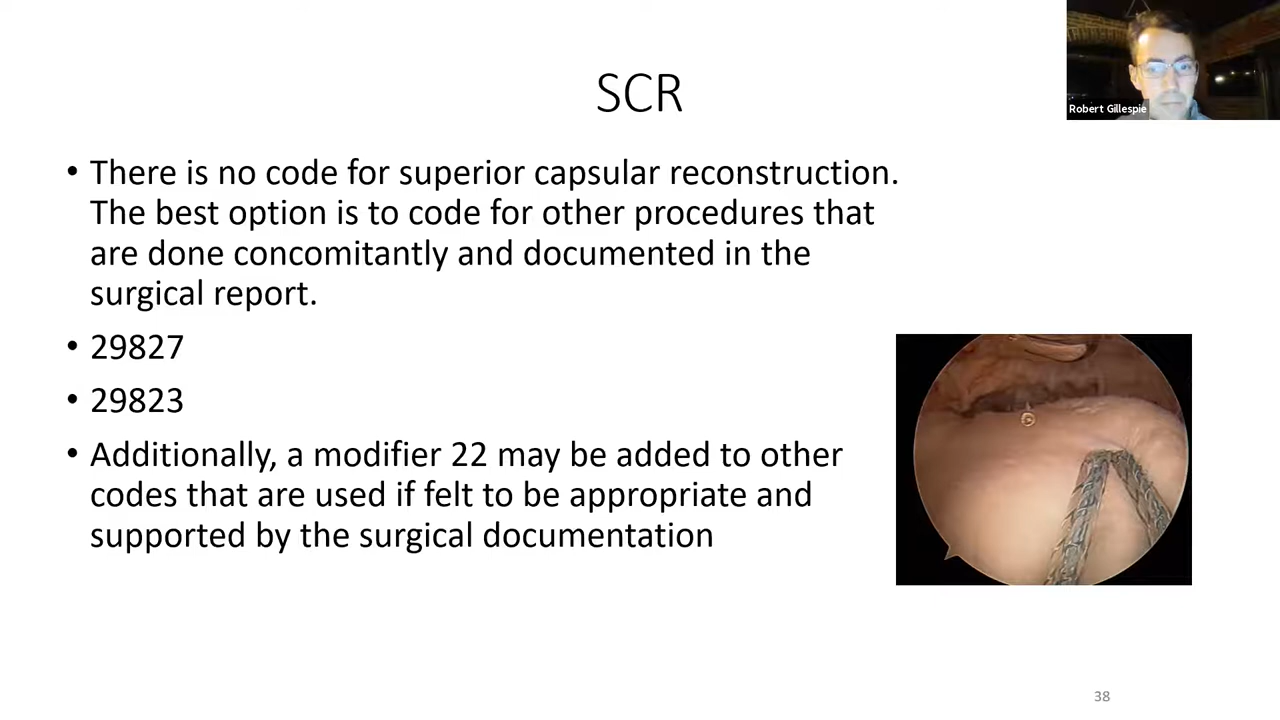 SCR
Robert Gillespie
• There is no code for superior capsular reconstruction.
The best option is to code for other procedures that
are done concomitantly and documented in the
surgical report.
• 29827
• 29823
• Additionally, a modifier 22 may be added to other
codes that are used if felt to be appropriate and
supported by the surgical documentation
38